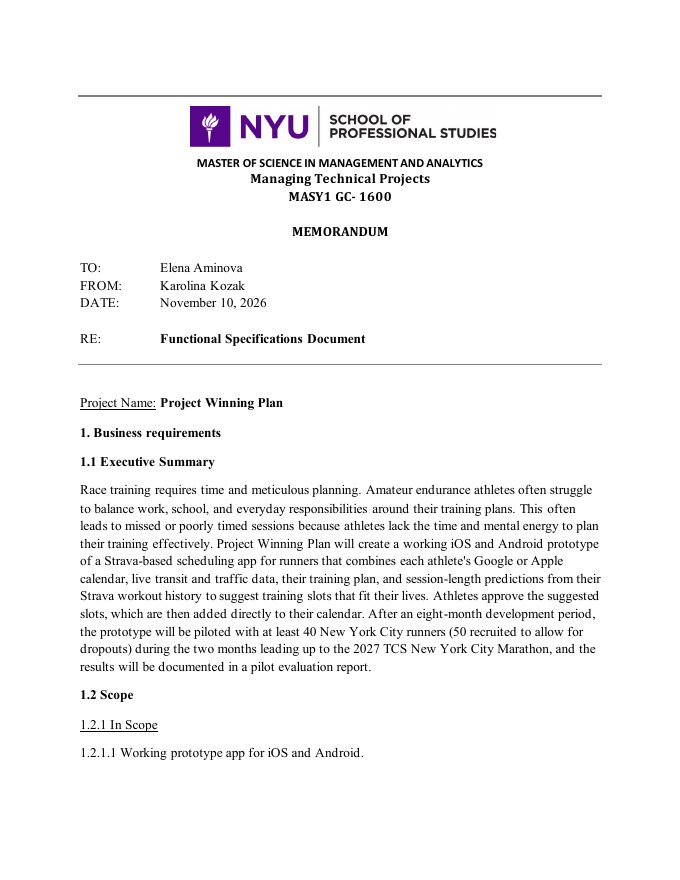 NYU
SCHOOL OF
PROFESSIONAL STUDIES
MASTER OF SCIENCE IN MANAGEMENT AND ANALYTICS
Managing Technical Projects
MASY1 GC- 1600
MEMORANDUM
TO: Elena Aminova
FROM: Karolina Kozak
DATE: November 10, 2026
RE: Functional Specifications Document
Project Name: Project Winning Plan
1. Business requirements
1.1 Executive Summary
Race training requires time and meticulous planning. Amateur endurance athletes often struggle
to balance work, school, and everyday responsibilities around their training plans. This often
leads to missed or poorly timed sessions because athletes lack the time and mental energy to plan
their training effectively. Project Winning Plan will create a working iOS and Android prototype
of a Strava-based scheduling app for runners that combines each athlete's Google or Apple
calendar, live transit and traffic data, their training plan, and session-length predictions from their
Strava workout history to suggest training slots that fit their lives. Athletes approve the suggested
slots, which are then added directly to their calendar. After an eight-month development period,
the prototype will be piloted with at least 40 New York City runners (50 recruited to allow for
dropouts) during the two months leading up to the 2027 TCS New York City Marathon, and the
results will be documented in a pilot evaluation report.
1.2 Scope
1.2.1 In Scope
1.2.1.1 Working prototype app for iOS and Android.